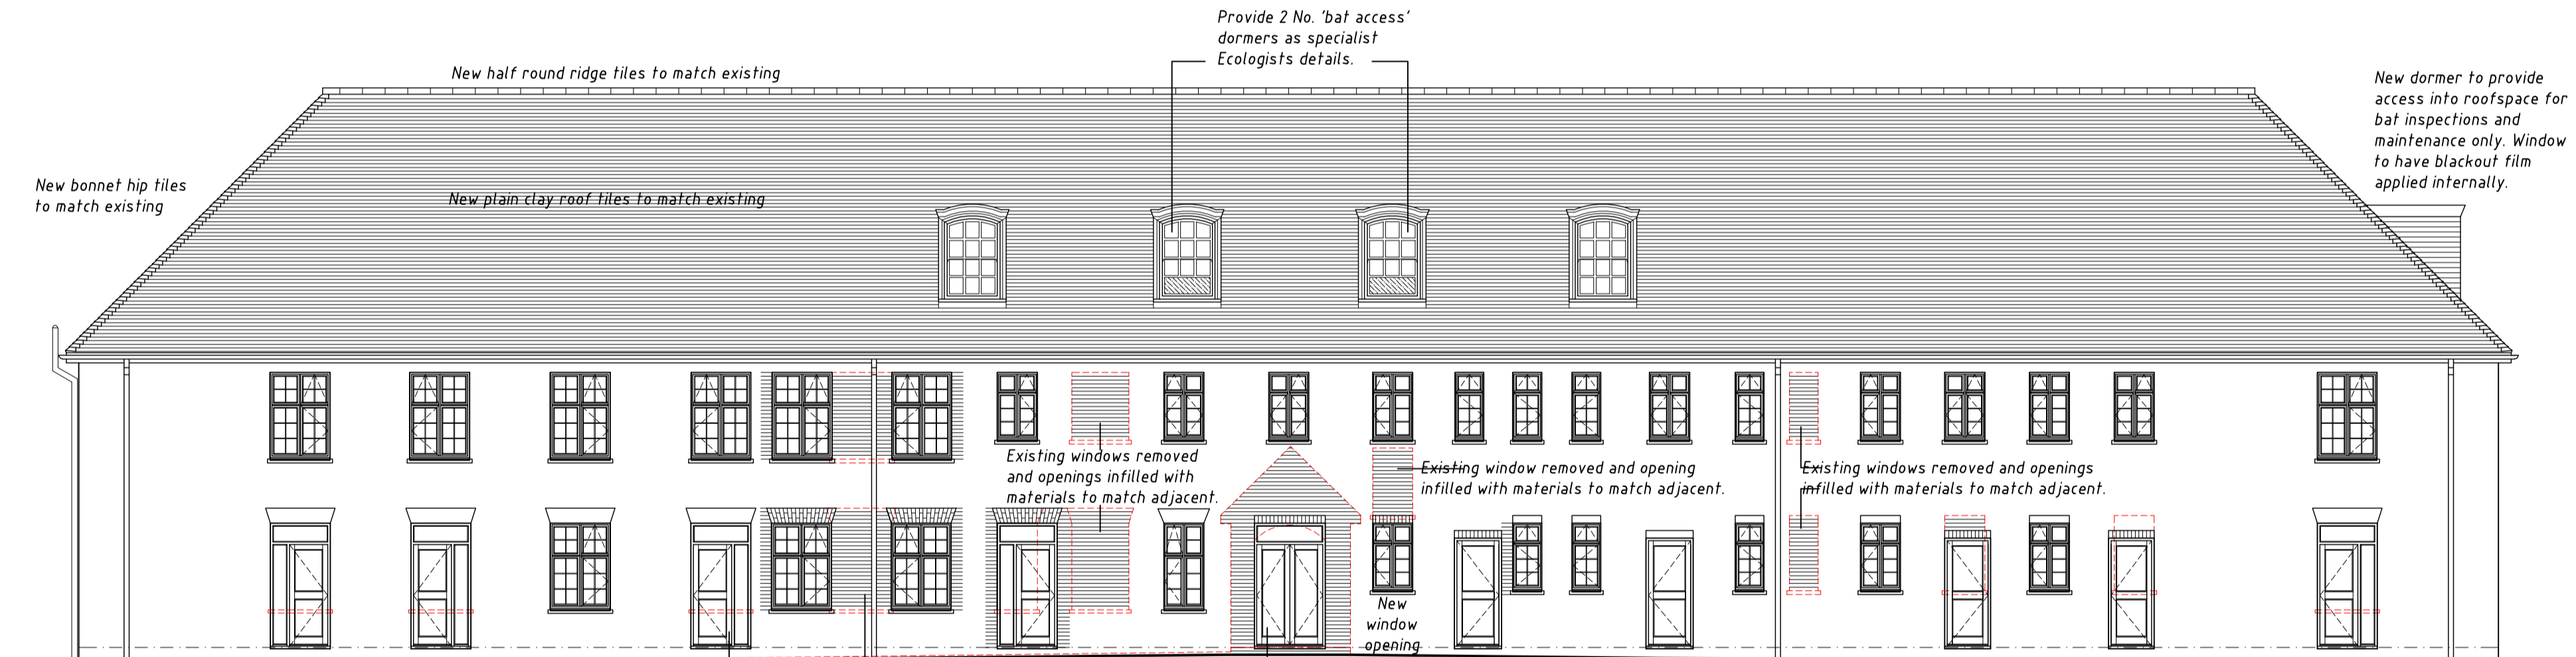 Provide 2 No. 'bat access'
dormers as specialist
Ecologists details.
New half round ridge tiles to match existing
New dormer to provide
access into roofspace for
bat inspections and
maintenance only. Window
to have blackout film
applied internally.
New bonnet hip tiles
to match existing
New plain clay roof tiles to match existing
Existing windows removed
and openings infilled with
materials to match adjacent.
Existing window removed and opening
infilled with materials to match adjacent.
Existing windows removed and openings
infilled with materials to match adjacent.
New
window
opening